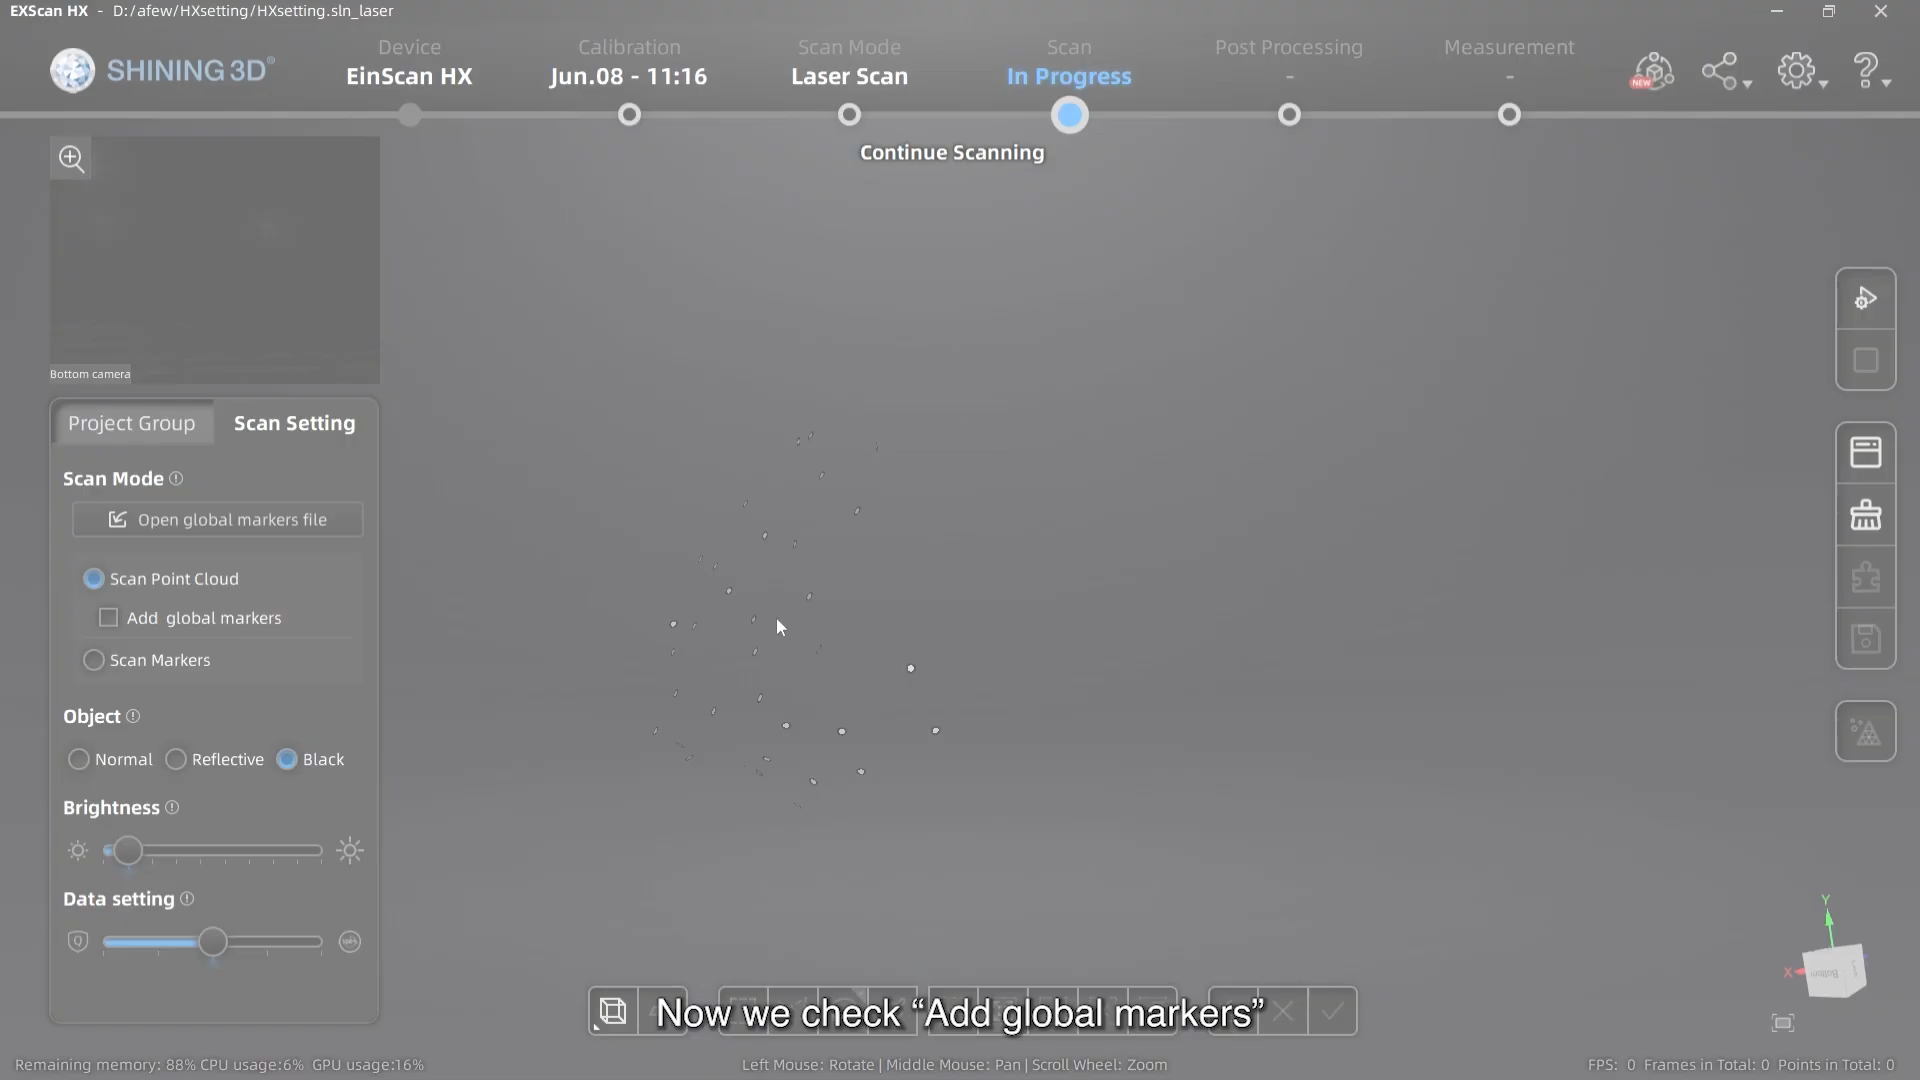 EXScan HX - D:/afew/HXsetting/HXsetting.sln_laser
SHINING 3D®
Device
EinScan HX
Calibration
Jun.08 - 11:16
Scan Mode
Laser Scan
Scan
In Progress
Post Processing
-
Measurement
-
NEW
Continue Scanning
Bottom camera
Project Group
Scan Setting
Scan Mode
Open global markers file
Scan Point Cloud
Add global markers
Scan Markers
Object
Normal
Reflective
Black
Brightness
Data setting
Q
Y
X
Bottom
Now we check “Add global markers”
Remaining memory: 88% CPU usage:6% GPU usage:16%
Left Mouse: Rotate | Middle Mouse: Pan | Scroll Wheel: Zoom
FPS: 0 Frames in Total: 0 Points in Total: 0